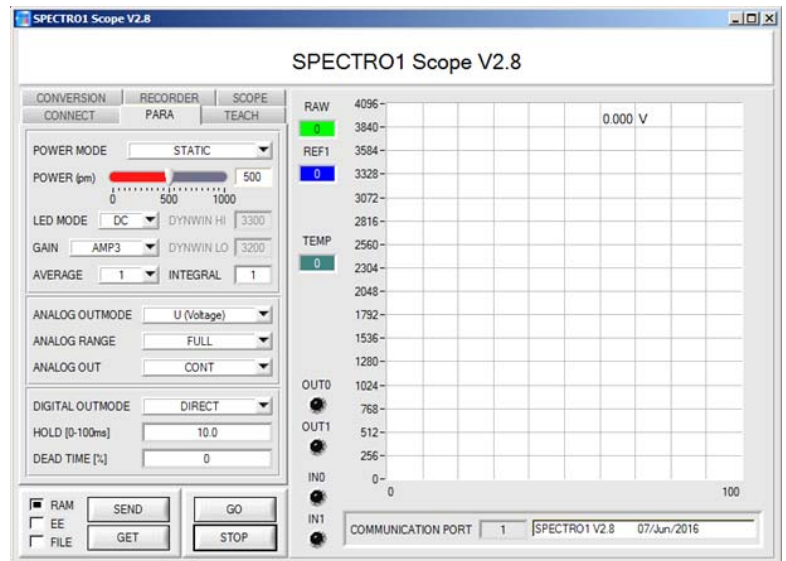 SPECTRO1 Scope V2.8
SPECTRO1 Scope V2.8
CONVERSION RECORDER SCOPE
CONNECT PARA TEACH
POWER MODE STATIC
POWER (pm) 500
0 500 1000
LED MODE DC DYNWIN HI 3300
GAIN AMP3 DYNWIN LO 3200
AVERAGE 1 INTEGRAL 1
ANALOG OUTMODE U (Voltage)
ANALOG RANGE FULL
ANALOG OUT CONT
DIGITAL OUTMODE DIRECT
HOLD [0-100ms] 10.0
DEAD TIME [%] 0
RAM
EE
FILE
SEND GO
GET STOP
RAW
0
REF1
0
TEMP
0
OUT0
OUT1
IN0
IN1
4096
3840
3584
3328
3072
2816
2560
2304
2048
1792
1536
1280
1024
768
512
256
0
0.000 V
0 100
COMMUNICATION PORT 1 SPECTRO1 V2.8 07/Jun/2016